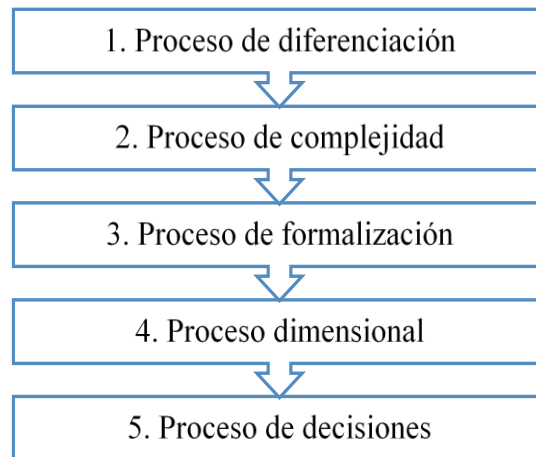 1. Proceso de diferenciación
2. Proceso de complejidad
3. Proceso de formalización
4. Proceso dimensional
5. Proceso de decisiones